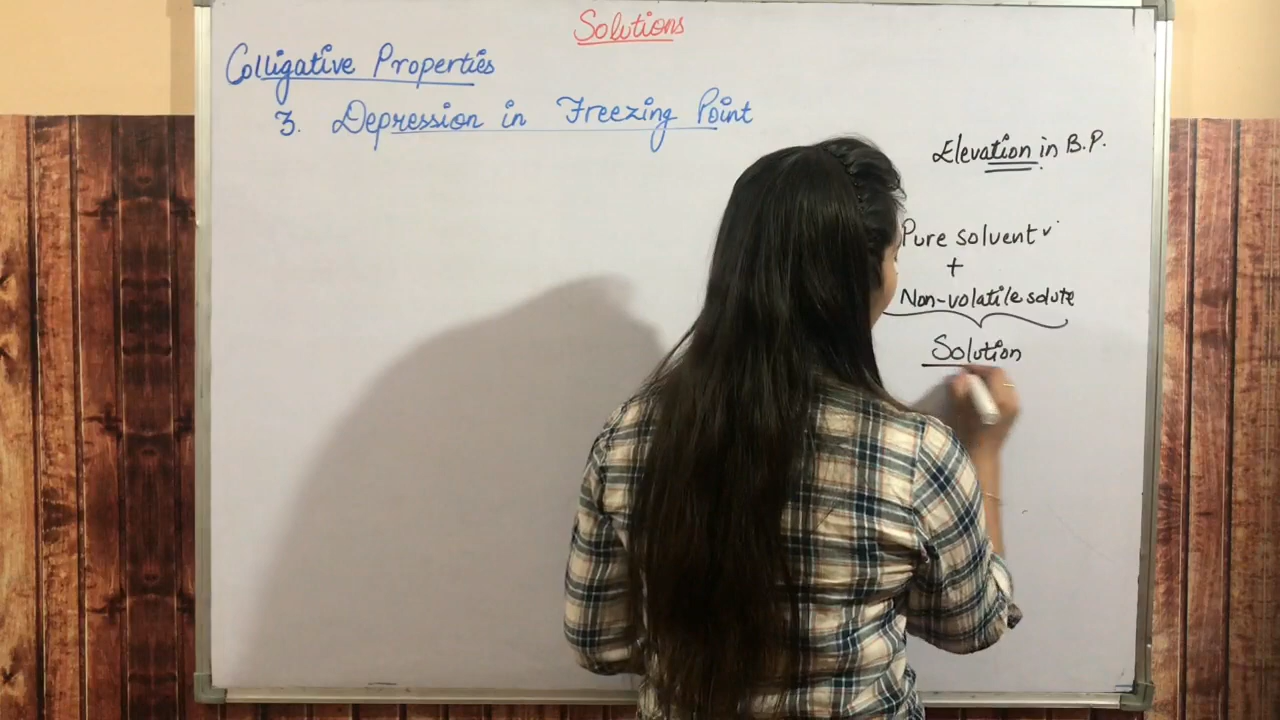 Solutions
Colligative Properties
3. Depression in Freezing Point
Elevation in B.P.
Pure solvent ✓
+
Non-volatile solute
Solution